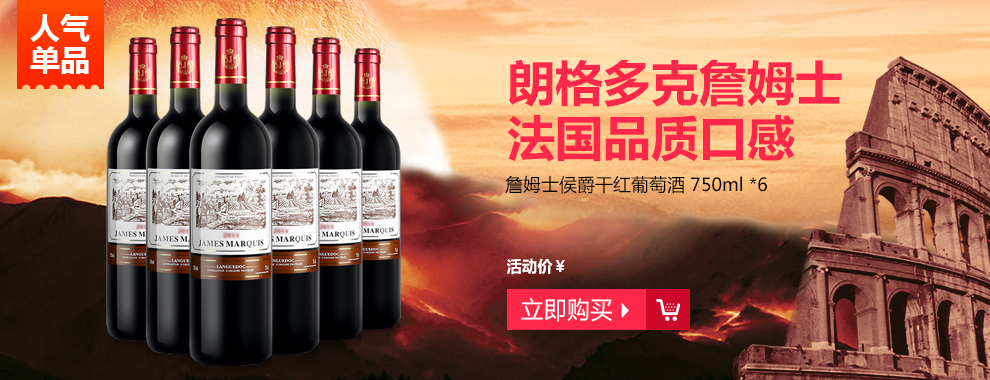 人气
单品
朗格多克詹姆士
法国品质口感
詹姆士侯爵干红葡萄酒 750ml *6
活动价￥
立即购买
JAMES MARQUIS
LANGUEDOC